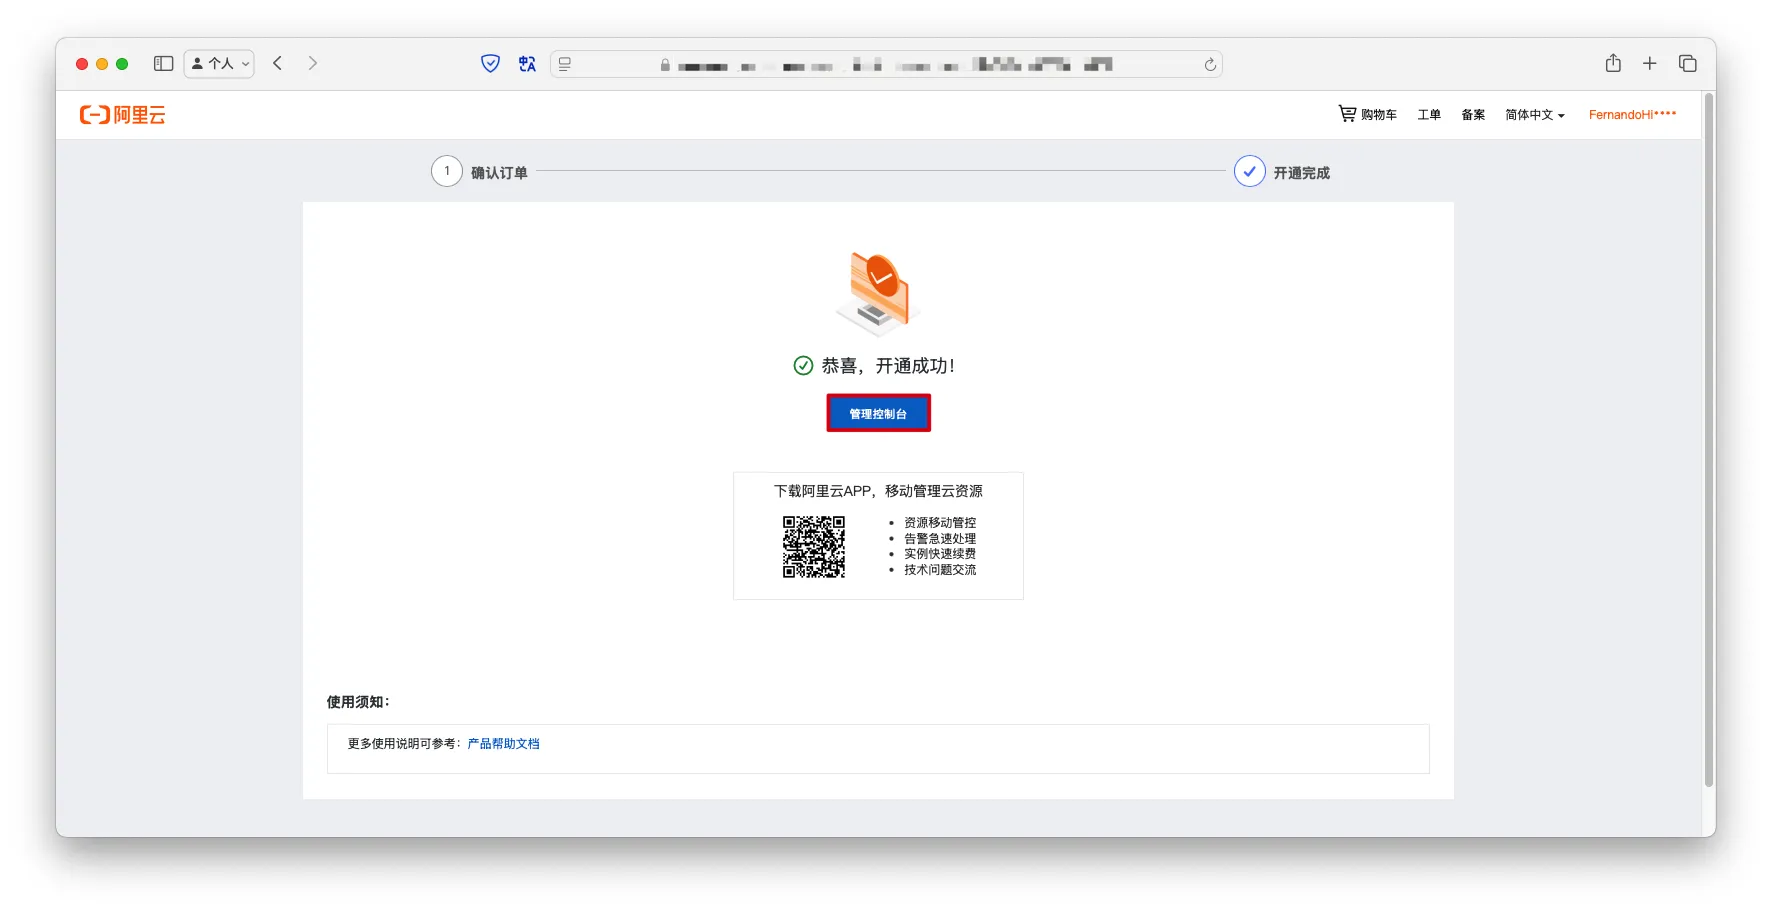 个人
阿里云
购物车 工单 备案 简体中文 FernandoHi****
1 确认订单 开通完成
恭喜，开通成功！
管理控制台
下载阿里云APP，移动管理云资源
• 资源移动管控
• 告警急速处理
• 实例快速续费
• 技术问题交流
使用须知：
更多使用说明可参考：产品帮助文档